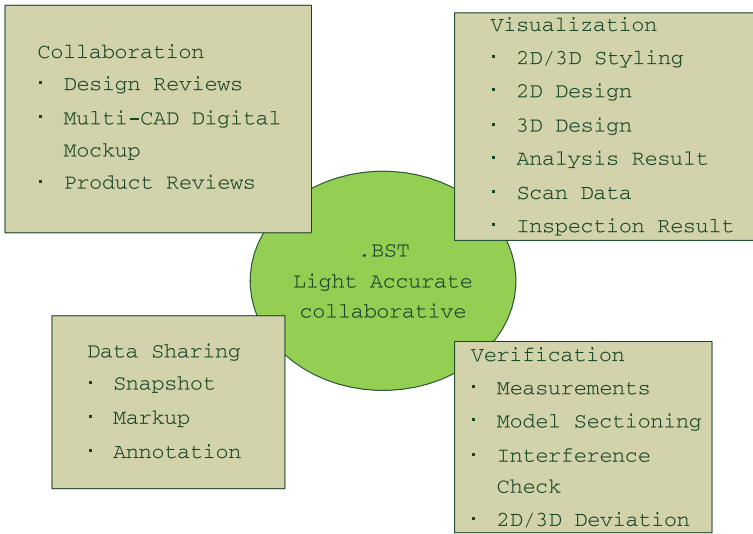 Collaboration
· Design Reviews
· Multi-CAD Digital
Mockup
· Product Reviews
Visualization
· 2D/3D Styling
· 2D Design
· 3D Design
· Analysis Result
· Scan Data
· Inspection Result
.BST
Light Accurate
collaborative
Data Sharing
· Snapshot
· Markup
· Annotation
Verification
· Measurements
· Model Sectioning
· Interference
Check
· 2D/3D Deviation